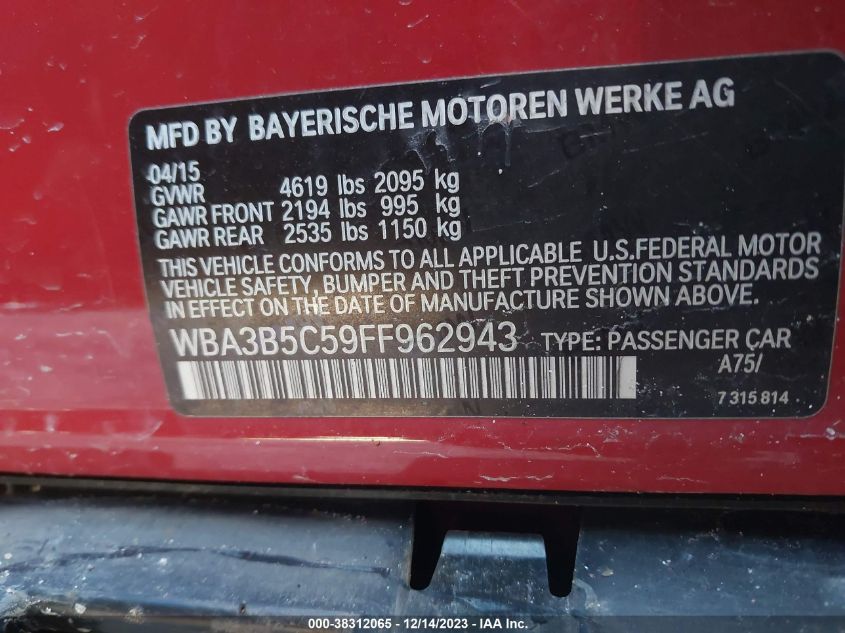 MFD BY BAYERISCHE MOTOREN WERKE AG
04/15
GVWR 4619 lbs 2095 kg
GAWR FRONT 2194 lbs 995 kg
GAWR REAR 2535 lbs 1150 kg
THIS VEHICLE CONFORMS TO ALL APPLICABLE U.S.FEDERAL MOTOR
VEHICLE SAFETY, BUMPER AND THEFT PREVENTION STANDARDS
IN EFFECT ON THE DATE OF MANUFACTURE SHOWN ABOVE.
WBA3B5C59FF962943 TYPE: PASSENGER CAR
A75/
7 315 814
000-38312065 - 12/14/2023 - IAA Inc.